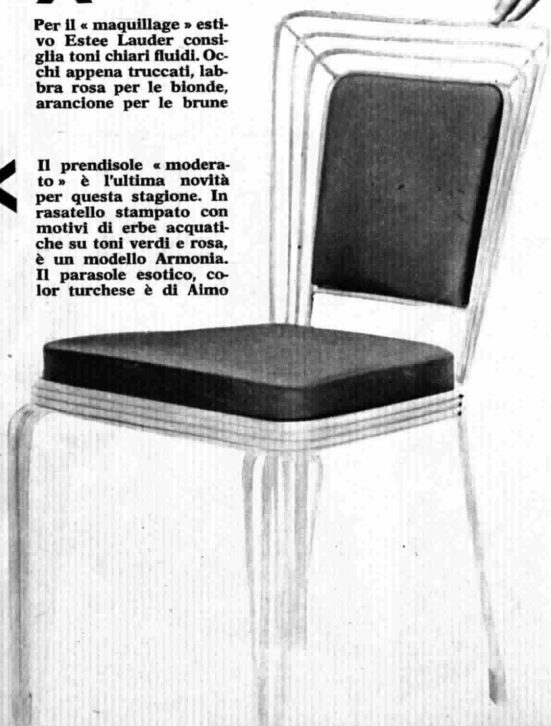 Per il « maquillage » esti-
vo Estee Lauder consi-
glia toni chiari fluidi. Oc-
chi appena truccati, lab-
bra rosa per le bionde,
arancione per le brune
Il prendisole « modera-
to » è l'ultima novità
per questa stagione. In
rasatello stampato con
motivi di erbe acquati-
che su toni verdi e rosa,
è un modello Armonia.
Il parasole esotico, co-
lor turchese è di Aimo